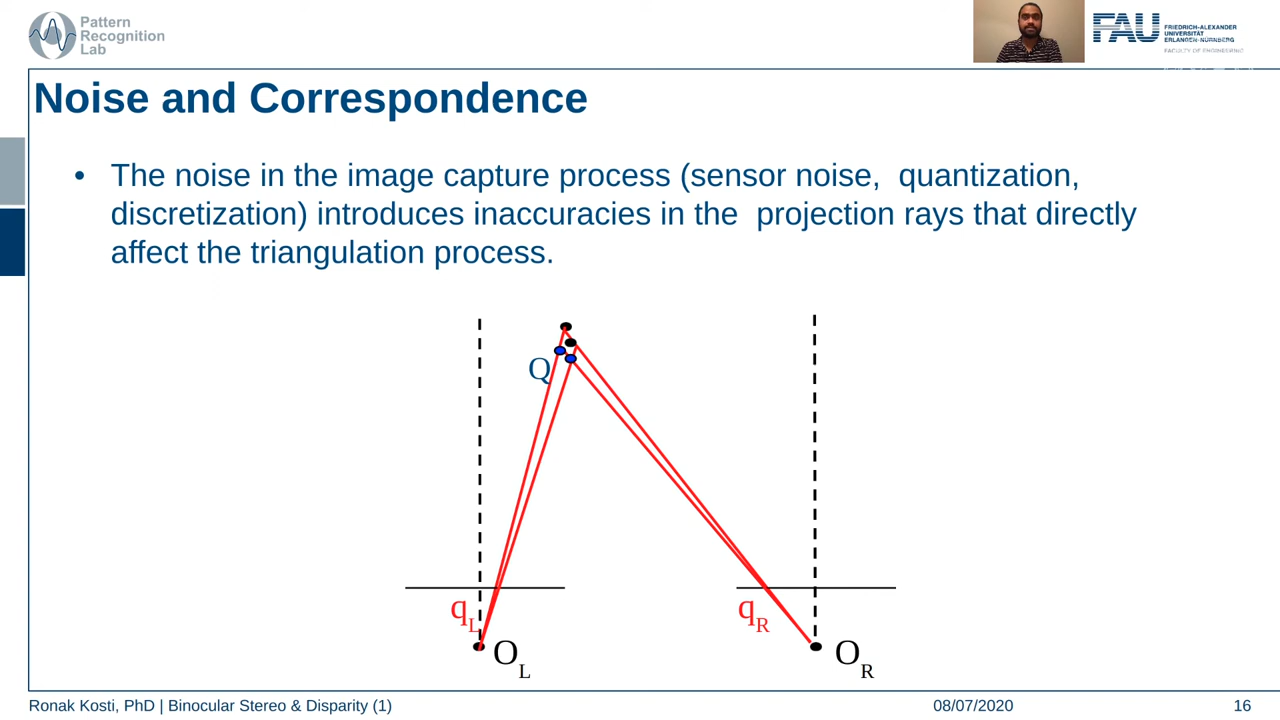 Pattern
Recognition
Lab
FAU
FRIEDRICH-ALEXANDER
UNIVERSITÄT
ERLANGEN-NÜRNBERG
FACULTY OF ENGINEERING
Noise and Correspondence
• The noise in the image capture process (sensor noise, quantization,
discretization) introduces inaccuracies in the projection rays that directly
affect the triangulation process.
Q
qL
qR
OL
OR
Ronak Kosti, PhD | Binocular Stereo & Disparity (1)
08/07/2020
16